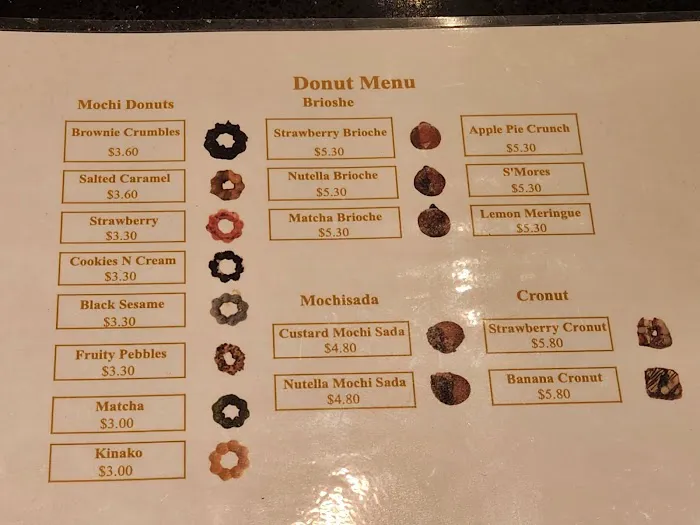 Donut Menu
Mochi Donuts
Brownie Crumbles
$3.60
Salted Caramel
$3.60
Strawberry
$3.30
Cookies N Cream
$3.30
Black Sesame
$3.30
Fruity Pebbles
$3.30
Matcha
$3.00
Kinako
$3.00
Brioshe
Strawberry Brioche
$5.30
Nutella Brioche
$5.30
Matcha Brioche
$5.30
Apple Pie Crunch
$5.30
S'Mores
$5.30
Lemon Meringue
$5.30
Mochisada
Custard Mochi Sada
$4.80
Nutella Mochi Sada
$4.80
Cronut
Strawberry Cronut
$5.80
Banana Cronut
$5.80